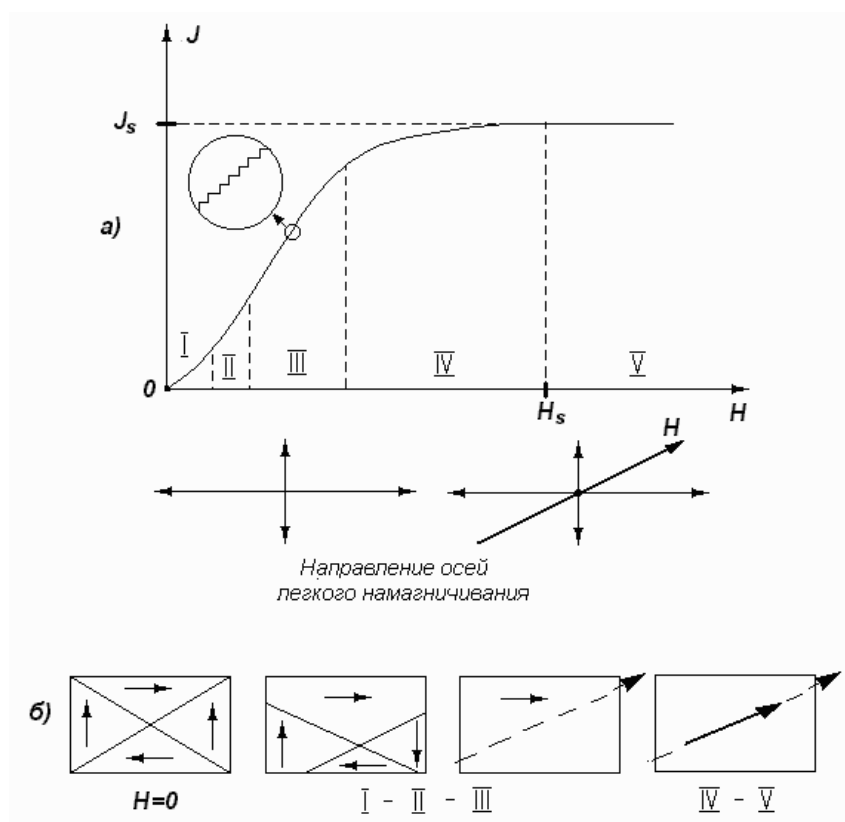 J
Jₛ
а)
I
II
III
IV
V
0
Hₛ
H
H
Направление осей
легкого намагничивания
б)
H=0
I - II - III
IV - V